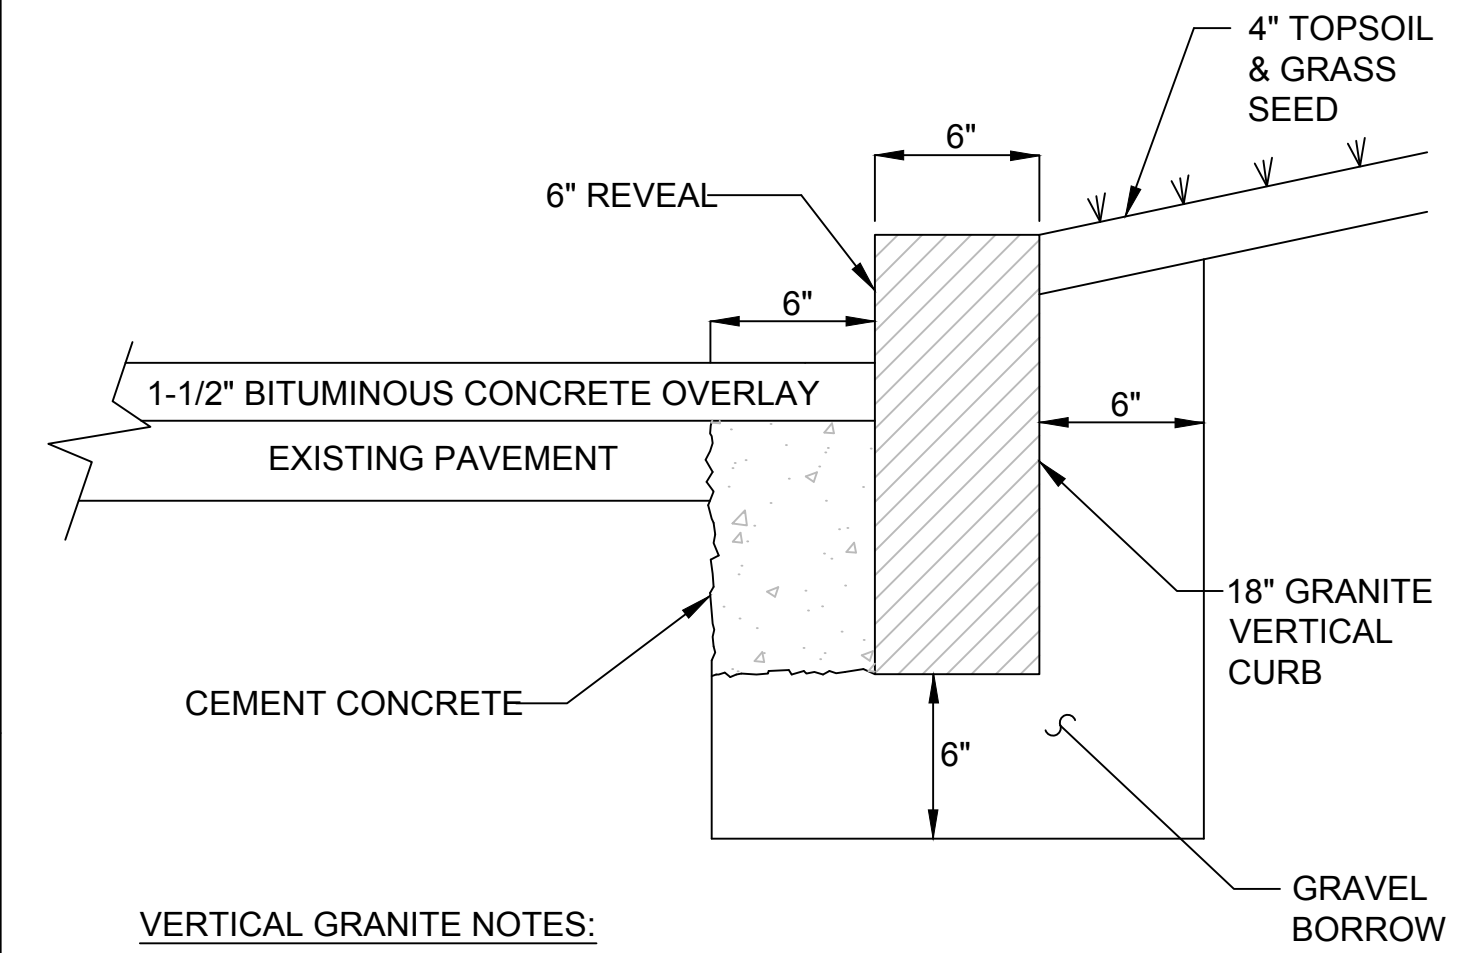 4" TOPSOIL
& GRASS
SEED
6"
6" REVEAL
6"
1-1/2" BITUMINOUS CONCRETE OVERLAY
6"
EXISTING PAVEMENT
18" GRANITE
VERTICAL
CURB
CEMENT CONCRETE
6"
GRAVEL
BORROW
VERTICAL GRANITE NOTES: